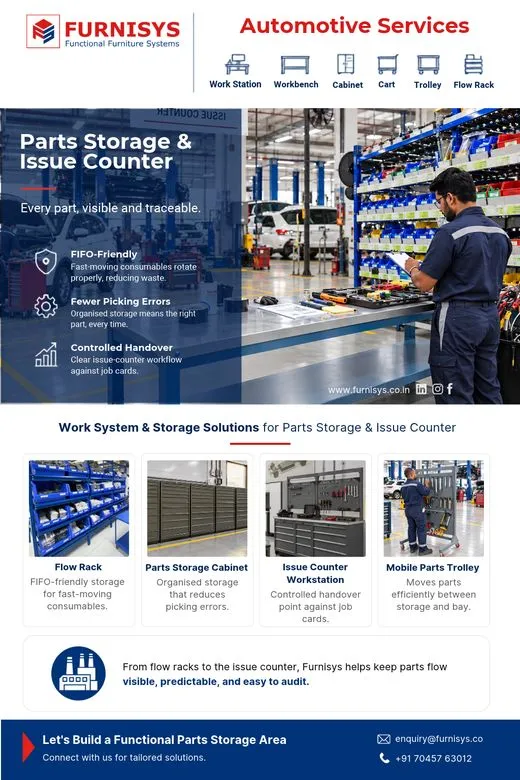 FURNISYS
Functional Furniture Systems
Automotive Services
Work Station
Workbench
Cabinet
Cart
Trolley
Flow Rack
ISSUE COUNTER
Parts Storage &
Issue Counter
Every part, visible and traceable.
FIFO-Friendly
Fast-moving consumables rotate
properly, reducing waste.
Fewer Picking Errors
Organised storage means the right
part, every time.
Controlled Handover
Clear issue-counter workflow
against job cards.
www.furnisys.co.in
Work System & Storage Solutions for Parts Storage & Issue Counter
Flow Rack
FIFO-friendly storage
for fast-moving
consumables.
Parts Storage Cabinet
Organised storage
that reduces
picking errors.
Issue Counter
Workstation
Controlled handover
point against job
cards.
Mobile Parts Trolley
Moves parts
efficiently between
storage and bay.
From flow racks to the issue counter, Furnisys helps keep parts flow
visible, predictable, and easy to audit.
Let's Build a Functional Parts Storage Area
Connect with us for tailored solutions.
enquiry@furnisys.co
+91 70457 63012